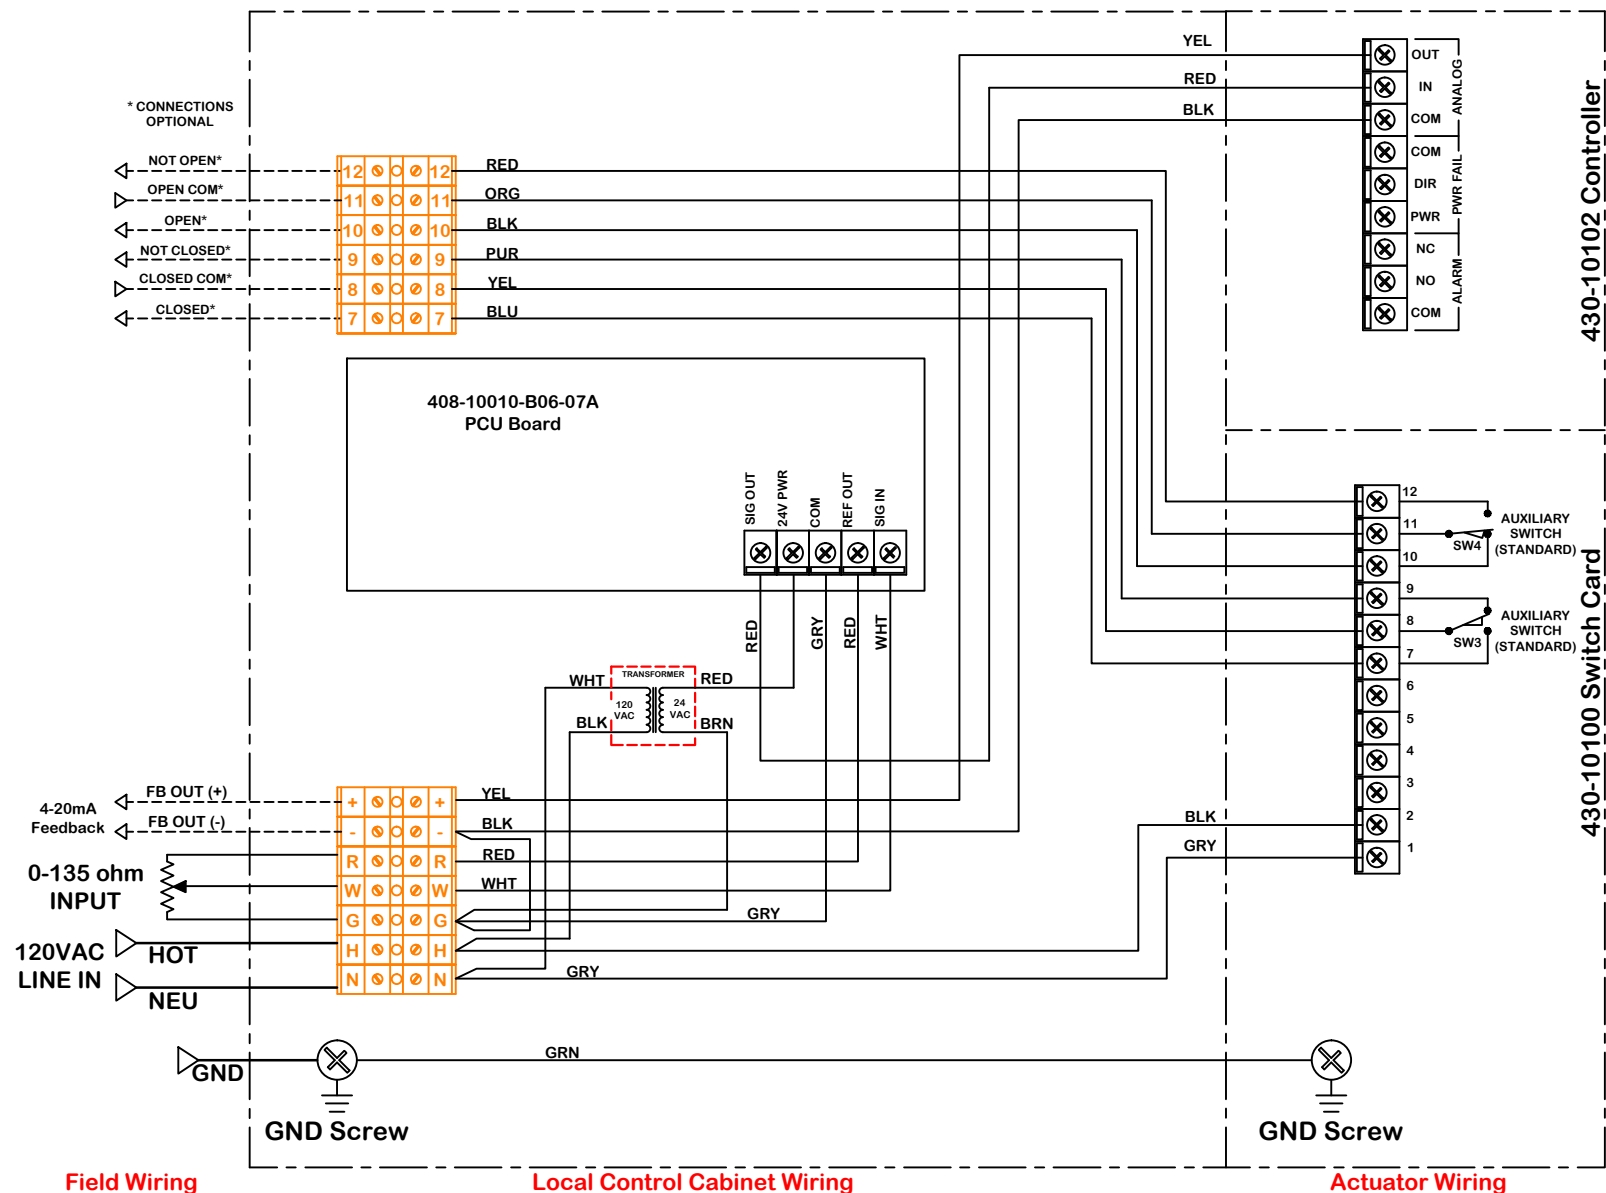 * CONNECTIONS
OPTIONAL
NOT OPEN*
OPEN COM*
OPEN*
NOT CLOSED*
CLOSED COM*
CLOSED*
12 12 RED
11 11 ORG
10 10 BLK
9 9 PUR
8 8 YEL
7 7 BLU
YEL
RED
BLK
OUT
IN
COM
COM
DIR
PWR
NC
NO
COM
ANALOG
PWR FAIL
ALARM
430-10102 Controller
408-10010-B06-07A
PCU Board
SIG OUT
24V PWR
COM
REF OUT
SIG IN
RED
GRY
RED
WHT
TRANSFORMER
WHT
BLK
120
VAC
24
VAC
RED
BRN
12
11
10
9
8
7
6
5
4
3
2
1
AUXILIARY
SWITCH
(STANDARD)
SW4
AUXILIARY
SWITCH
(STANDARD)
SW3
430-10100 Switch Card
BLK
GRY
4-20mA
Feedback
FB OUT (+)
FB OUT (-)
0-135 ohm
INPUT
120VAC
LINE IN
HOT
NEU
+ + YEL
- - BLK
R R RED
W W WHT
G G GRY
H H
N N GRY
GND
GRN
GND Screw
GND Screw
Field Wiring
Local Control Cabinet Wiring
Actuator Wiring